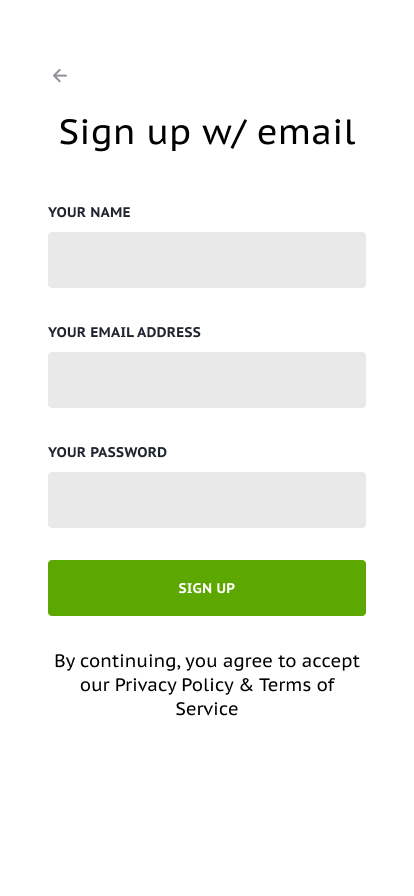 Sign up w/ email
YOUR NAME
YOUR EMAIL ADDRESS
YOUR PASSWORD
SIGN UP
By continuing, you agree to accept
our Privacy Policy & Terms of
Service